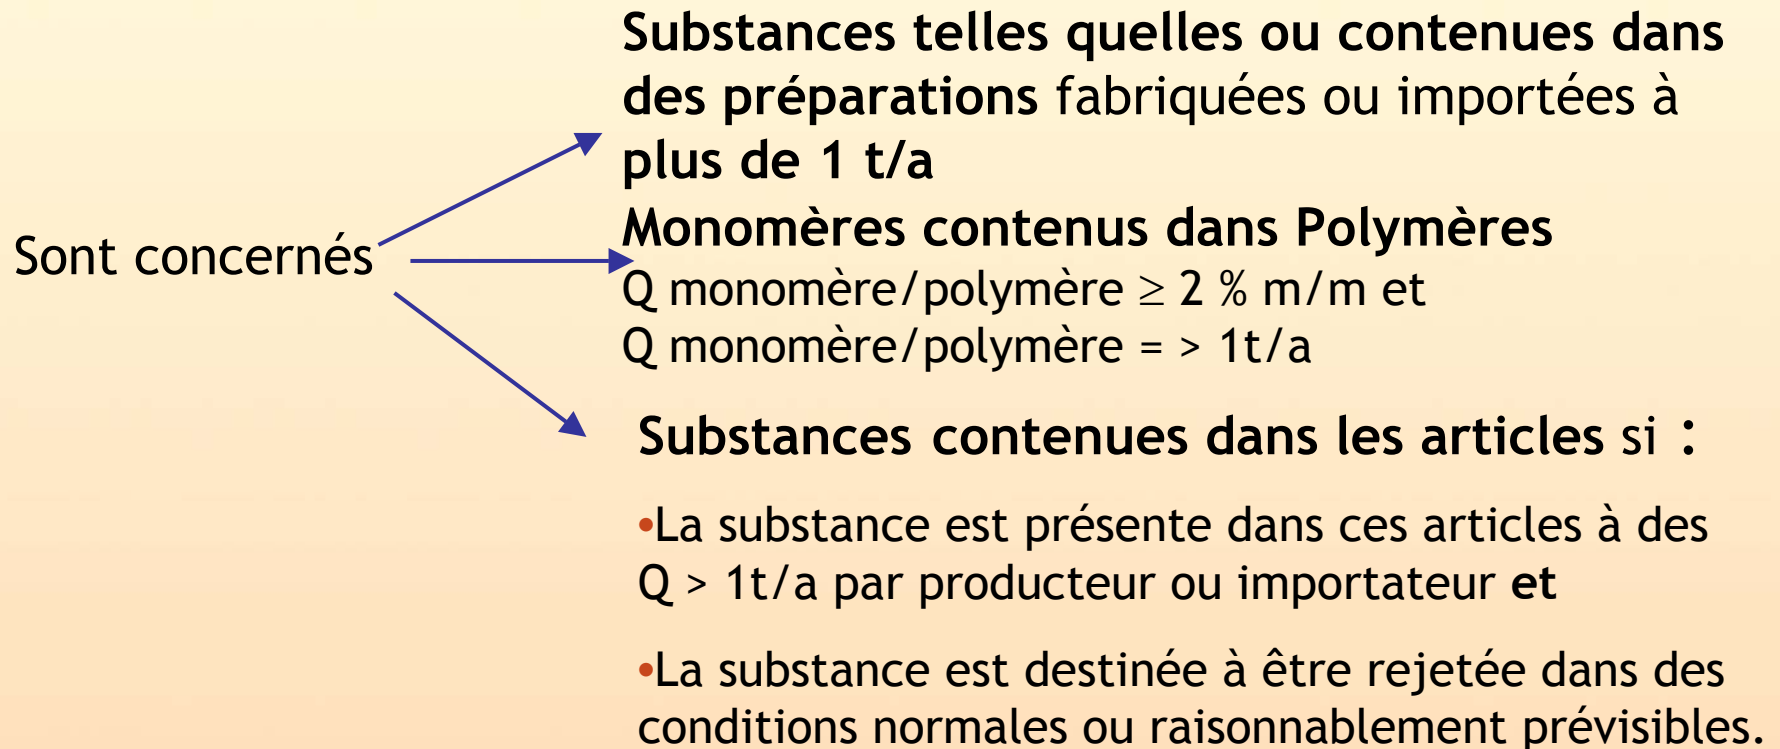 Substances telles quelles ou contenues dans
des préparations fabriquées ou importées à
plus de 1 t/a
Sont concernés
Monomères contenus dans Polymères
Q monomère/polymère ≥ 2 % m/m et
Q monomère/polymère = > 1t/a
Substances contenues dans les articles si :
•La substance est présente dans ces articles à des
Q > 1t/a par producteur ou importateur et
•La substance est destinée à être rejetée dans des
conditions normales ou raisonnablement prévisibles.